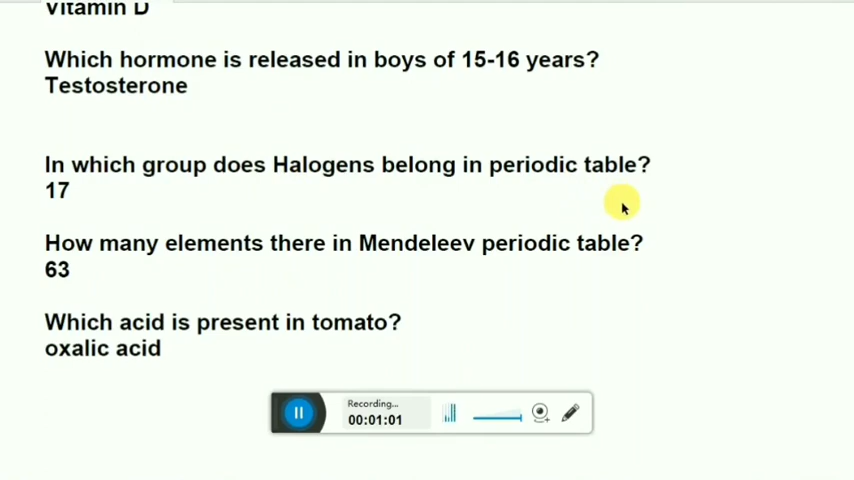 Vitamin D
Which hormone is released in boys of 15-16 years?
Testosterone
In which group does Halogens belong in periodic table?
17
How many elements there in Mendeleev periodic table?
63
Which acid is present in tomato?
oxalic acid
Recording...
00:01:01